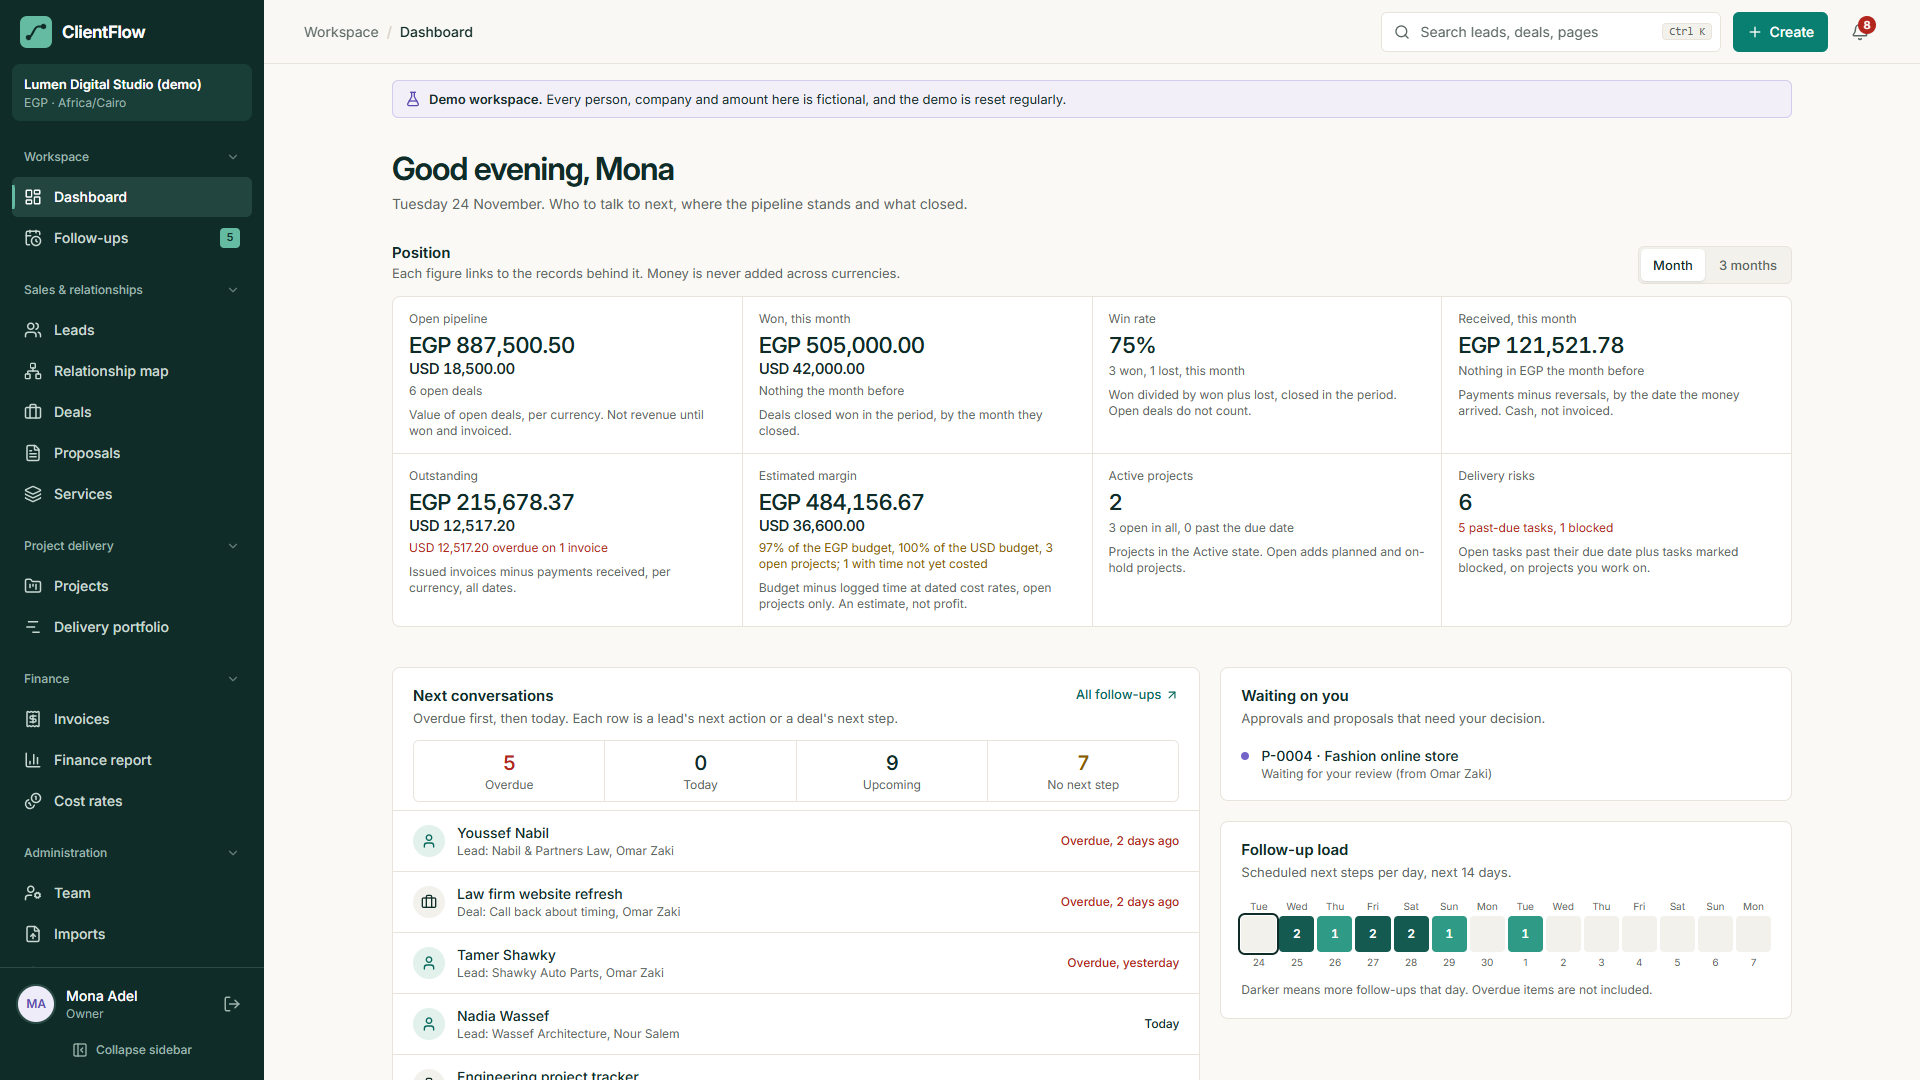 ClientFlow
Lumen Digital Studio (demo)
EGP · Africa/Cairo
Workspace
Dashboard
Follow-ups
5
Sales & relationships
Leads
Relationship map
Deals
Proposals
Services
Project delivery
Projects
Delivery portfolio
Finance
Invoices
Finance report
Cost rates
Administration
Team
Imports
MA
Mona Adel
Owner
Collapse sidebar
Workspace / Dashboard
Search leads, deals, pages
Ctrl K
+ Create
8
Demo workspace. Every person, company and amount here is fictional, and the demo is reset regularly.
Good evening, Mona
Tuesday 24 November. Who to talk to next, where the pipeline stands and what closed.
Position
Each figure links to the records behind it. Money is never added across currencies.
Month
3 months
Open pipeline
EGP 887,500.50
USD 18,500.00
6 open deals
Value of open deals, per currency. Not revenue until
won and invoiced.
Won, this month
EGP 505,000.00
USD 42,000.00
Nothing the month before
Deals closed won in the period, by the month they
closed.
Win rate
75%
3 won, 1 lost, this month
Won divided by won plus lost, closed in the period.
Open deals do not count.
Received, this month
EGP 121,521.78
Nothing in EGP the month before
Payments minus reversals, by the date the money
arrived. Cash, not invoiced.
Outstanding
EGP 215,678.37
USD 12,517.20
USD 12,517.20 overdue on 1 invoice
Issued invoices minus payments received, per
currency, all dates.
Estimated margin
EGP 484,156.67
USD 36,600.00
97% of the EGP budget, 100% of the USD budget, 3
open projects; 1 with time not yet costed
Budget minus logged time at dated cost rates, open
projects only. An estimate, not profit.
Active projects
2
3 open in all, 0 past the due date
Projects in the Active state. Open adds planned and on-
hold projects.
Delivery risks
6
5 past-due tasks, 1 blocked
Open tasks past their due date plus tasks marked
blocked, on projects you work on.
Next conversations
All follow-ups
Overdue first, then today. Each row is a lead's next action or a deal's next step.
5
Overdue
0
Today
9
Upcoming
7
No next step
Youssef Nabil
Lead: Nabil & Partners Law, Omar Zaki
Overdue, 2 days ago
Law firm website refresh
Deal: Call back about timing, Omar Zaki
Overdue, 2 days ago
Tamer Shawky
Lead: Shawky Auto Parts, Omar Zaki
Overdue, yesterday
Nadia Wassef
Lead: Wassef Architecture, Nour Salem
Today
Engineering project tracker
Waiting on you
Approvals and proposals that need your decision.
P-0004 · Fashion online store
Waiting for your review (from Omar Zaki)
Follow-up load
Scheduled next steps per day, next 14 days.
Tue Wed Thu Fri Sat Sun Mon Tue Wed Thu Fri Sat Sun Mon
2 1 2 2 1 1
24 25 26 27 28 29 30 1 2 3 4 5 6 7
Darker means more follow-ups that day. Overdue items are not included.